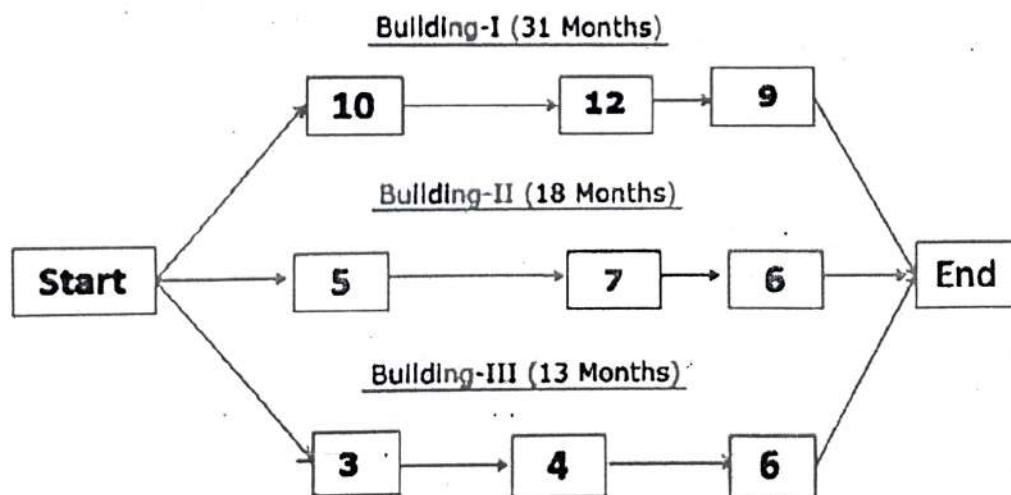 Building-I (31 Months)
10 12 9
Building-II (18 Months)
Start 5 7 6 End
Building-III (13 Months)
3 4 6